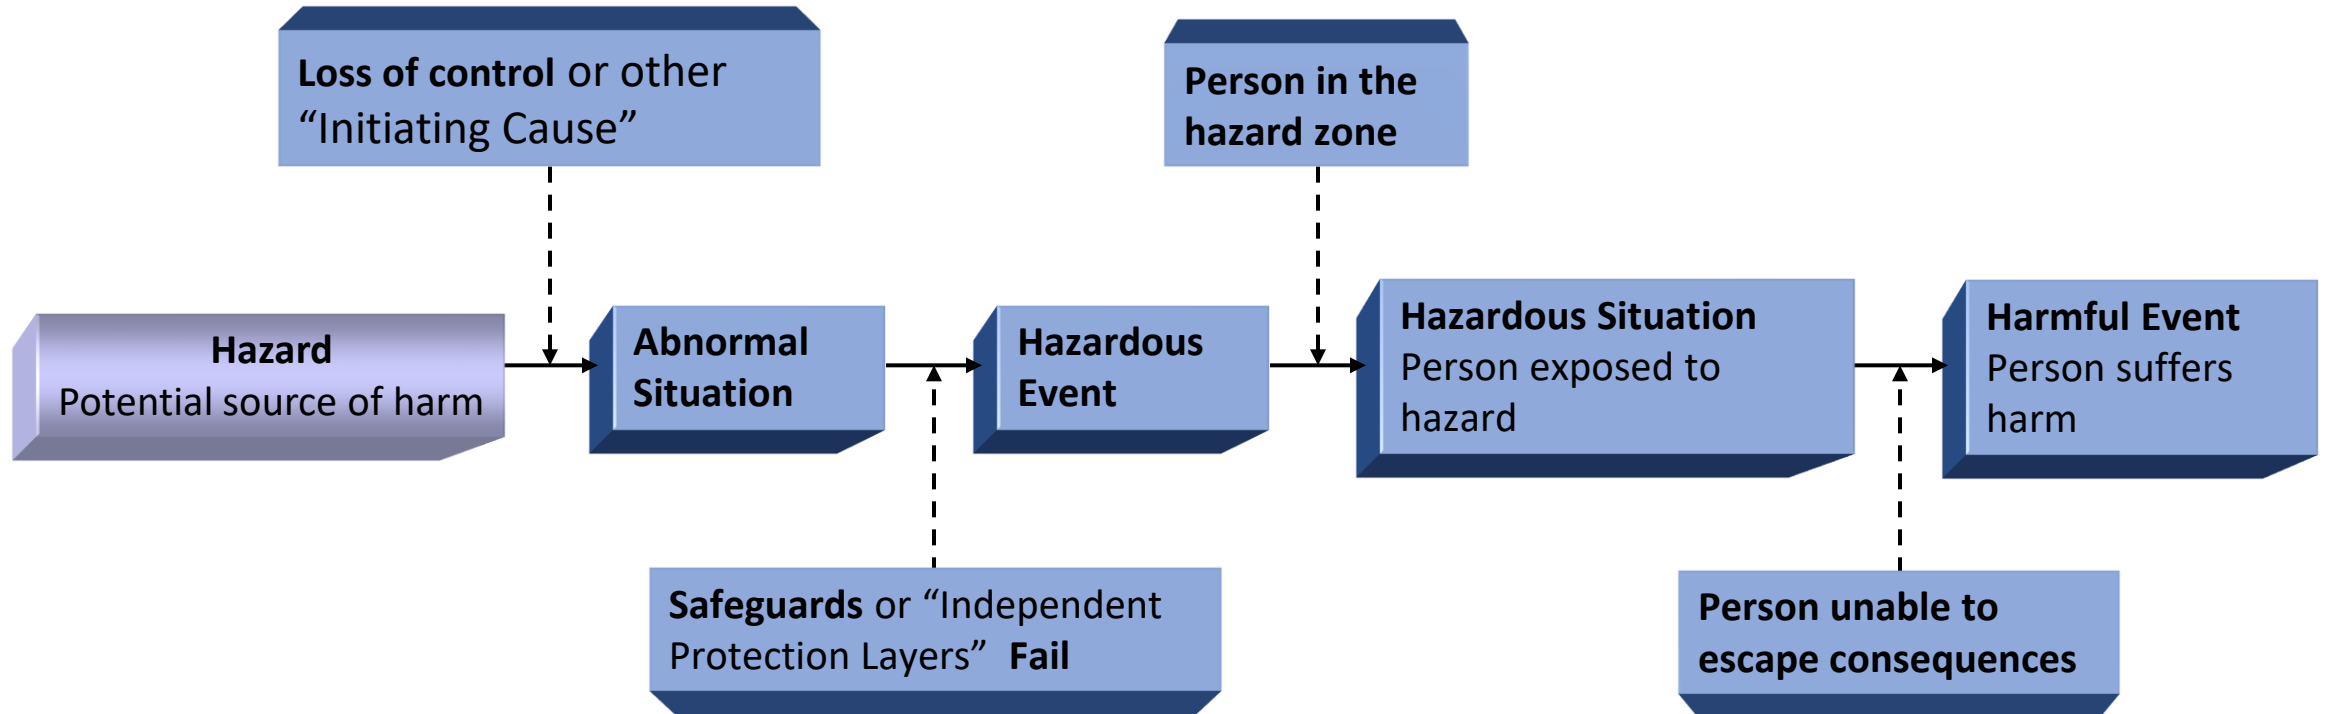 Loss of control or other
“Initiating Cause”
Person in the
hazard zone
Hazard
Potential source of harm
Abnormal
Situation
Hazardous
Event
Hazardous Situation
Person exposed to
hazard
Harmful Event
Person suffers
harm
Safeguards or “Independent
Protection Layers” Fail
Person unable to
escape consequences